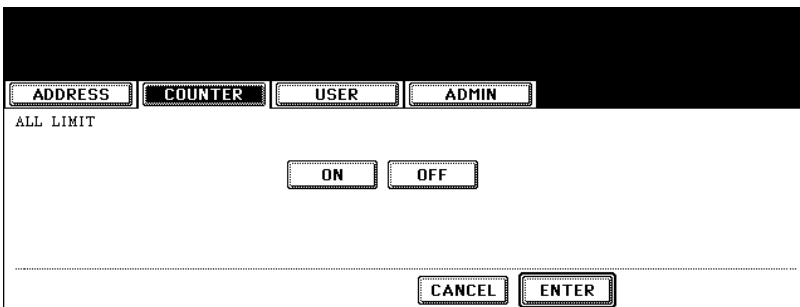 ADDRESS COUNTER USER ADMIN
ALL LIMIT
ON OFF
CANCEL ENTER